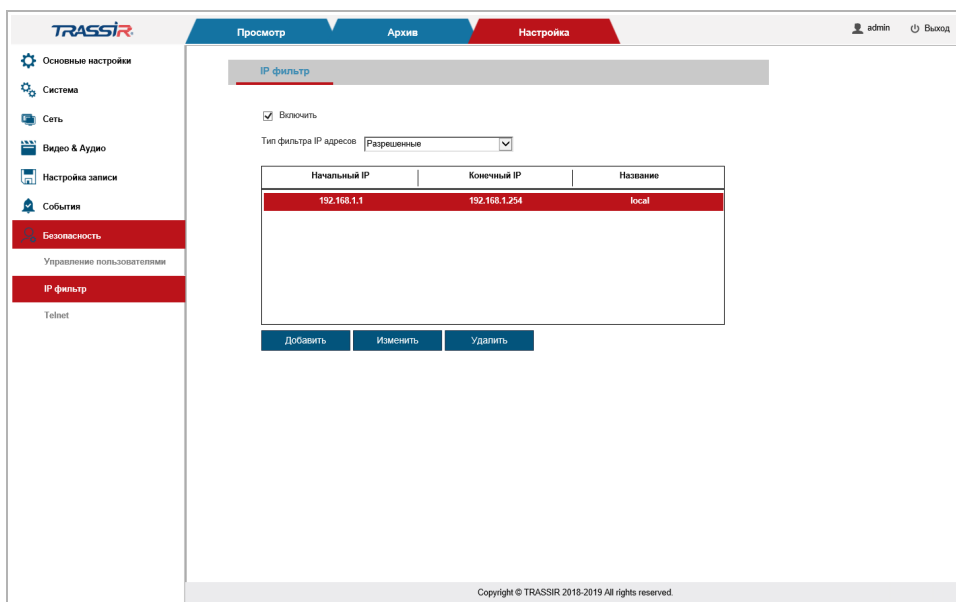 TRASSIR
Просмотр
Архив
Настройка
admin
Выход
Основные настройки
Система
Сеть
Видео & Аудио
Настройка записи
События
Безопасность
Управление пользователями
IP фильтр
Telnet
IP фильтр
Включить
Тип фильтра IP адресов Разрешенные
Начальный IP Конечный IP Название
192.168.1.1 192.168.1.254 local
Добавить Изменить Удалить
Copyright © TRASSIR 2018-2019 All rights reserved.